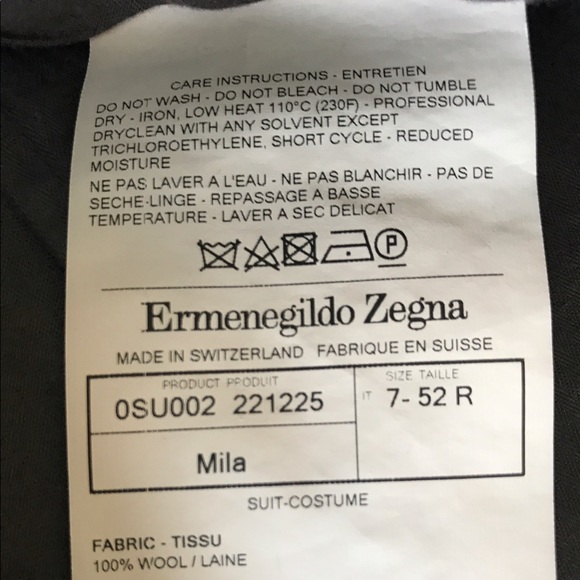 CARE INSTRUCTIONS - ENTRETIEN
DO NOT WASH - DO NOT BLEACH - DO NOT TUMBLE
DRY - IRON, LOW HEAT 110°C (230F) - PROFESSIONAL
DRYCLEAN WITH ANY SOLVENT EXCEPT
TRICHLOROETHYLENE, SHORT CYCLE - REDUCED
MOISTURE
NE PAS LAVER A L'EAU - NE PAS BLANCHIR - PAS DE
SECHE-LINGE - REPASSAGE A BASSE
TEMPERATURE - LAVER A SEC DELICAT
P
Ermenegildo Zegna
MADE IN SWITZERLAND FABRIQUE EN SUISSE
PRODUCT PRODUIT
SIZE TAILLE
0SU002 221225
IT 7- 52 R
Mila
SUIT-COSTUME
FABRIC - TISSU
100% WOOL / LAINE